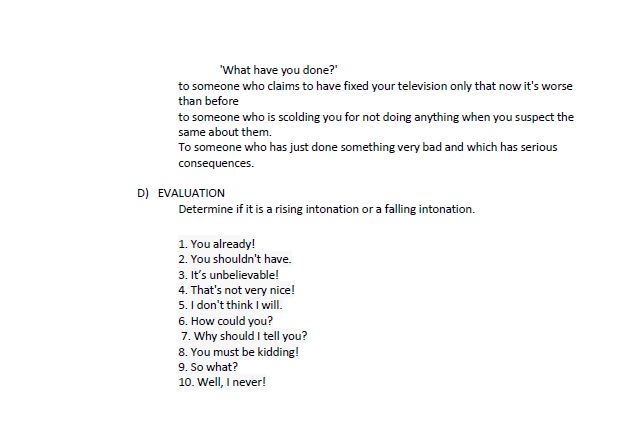 'What have you done?'
to someone who claims to have fixed your television only that now it's worse
than before
to someone who is scolding you for not doing anything when you suspect the
same about them.
To someone who has just done something very bad and which has serious
consequences.
D) EVALUATION
Determine if it is a rising intonation or a falling intonation.
1. You already!
2. You shouldn't have.
3. It's unbelievable!
4. That's not very nice!
5. I don't think I will.
6. How could you?
7. Why should I tell you?
8. You must be kidding!
9. So what?
10. Well, I never!